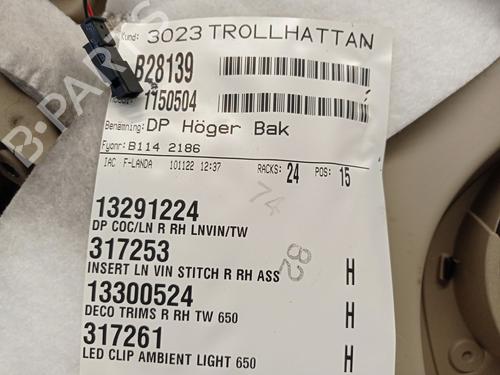 Kund: 3023 TROLLHATTAN
B28139
1150504
Benämning: DP Höger Bak
Fyonr: B114 2186
IAC F-LANDA 101122 12:37 RACKS: 24 POS: 15
74
82
13291224
DP COC/LN R RH LNVIN/TW
317253 H
INSERT LN VIN STITCH R RH ASS
13300524 H
DECO TRIMS R RH TW 650
317261 H
LED CLIP AMBIENT LIGHT 650
B-PARTS